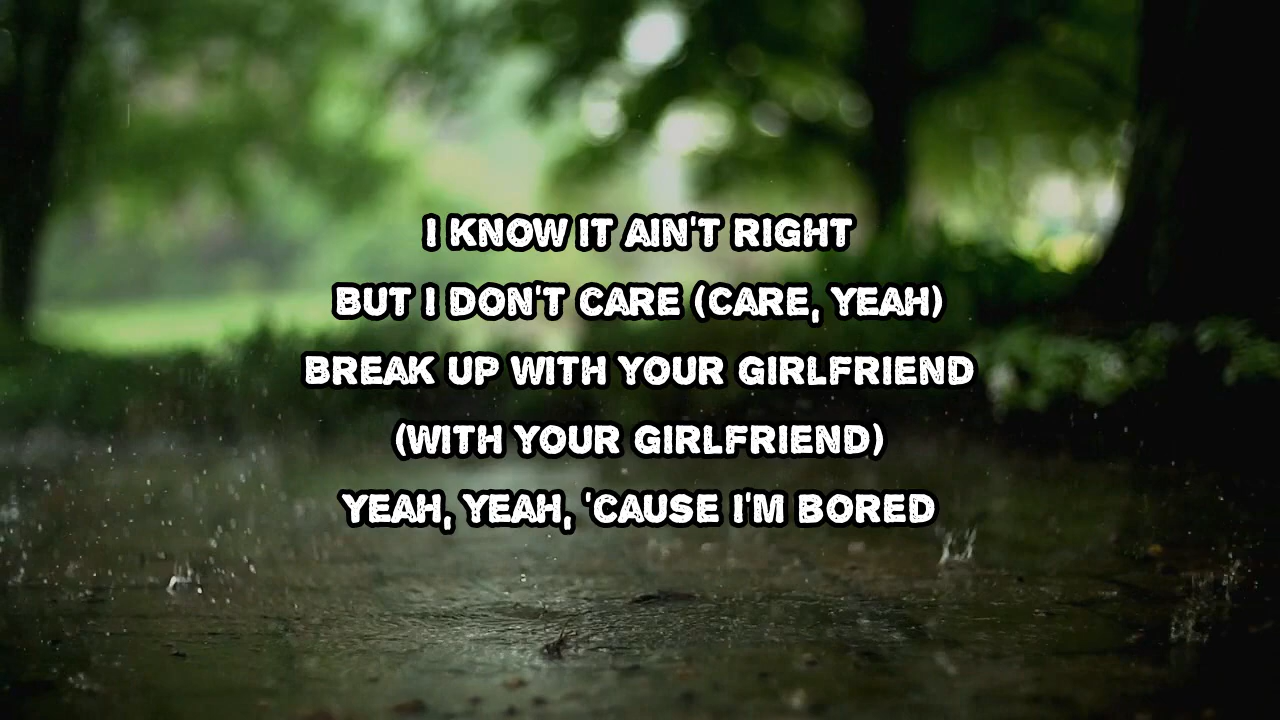 I KNOW IT AIN'T RIGHT
BUT I DON'T CARE (CARE, YEAH)
BREAK UP WITH YOUR GIRLFRIEND
(WITH YOUR GIRLFRIEND)
YEAH, YEAH, 'CAUSE I'M BORED